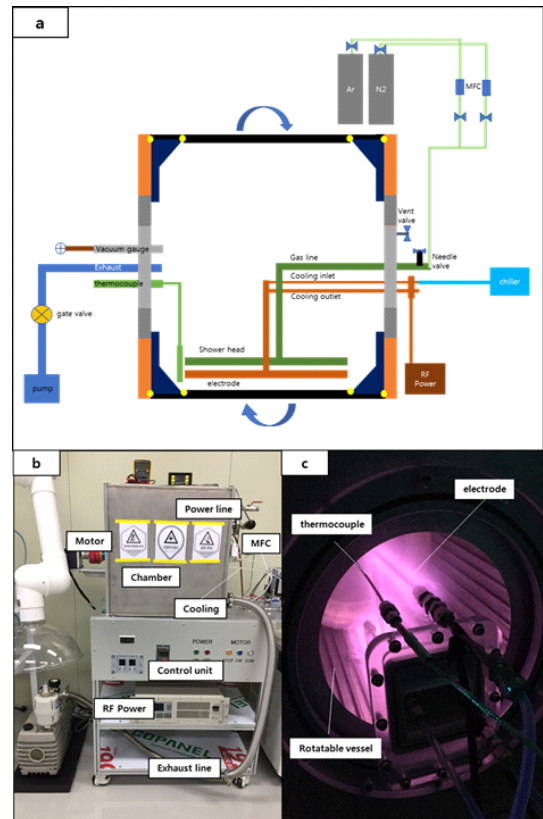 a
Ar
N2
MFC
Vent
valve
Vacuum gauge
Gas line
Needle
valve
Exhaust
Cooling inlet
thermocouple
Cooling outlet
chiller
gate valve
Shower head
RF
Power
electrode
pump
b
Power line
Motor
MFC
Chamber
Cooling
POWER
MOTOR
Control unit
RF Power
COPANEL
Exhaust line
c
electrode
thermocouple
Rotatable vessel